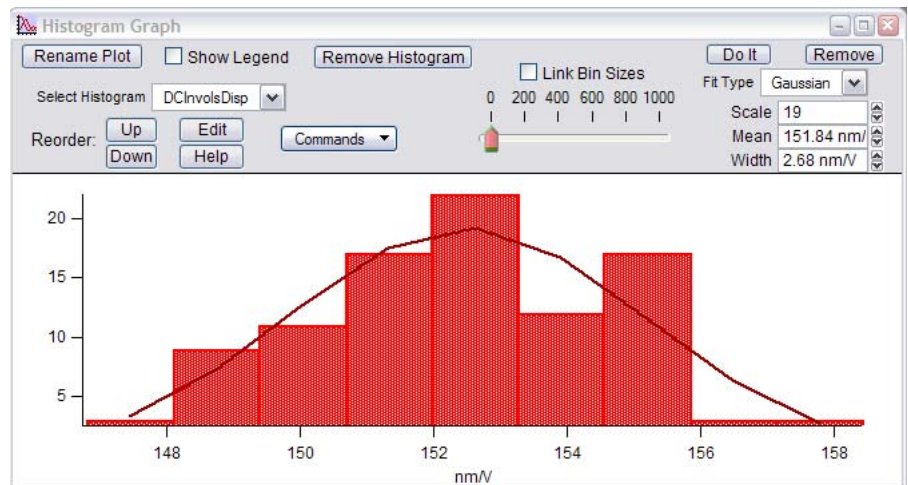 Histogram Graph
Rename Plot Show Legend Remove Histogram Do It Remove
Link Bin Sizes Fit Type Gaussian
Select Histogram DCInvolsDisp 0 200 400 600 800 1000 Scale 19
Reorder: Up Edit Commands Mean 151.84 nm/
Down Help Width 2.68 nm/V
20
15
10
5
148 150 152 154 156 158
nm/V